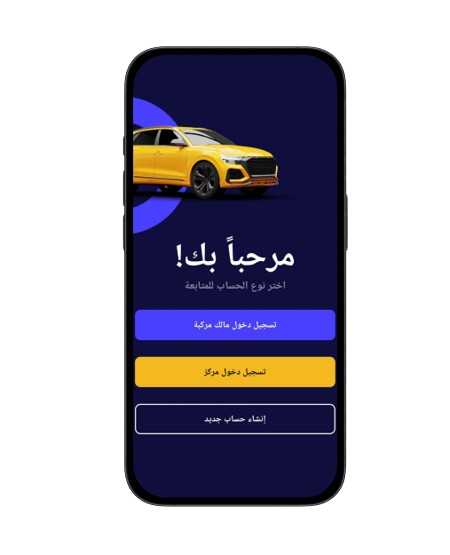 مرحباً بك!
اختر نوع الحساب للمتابعة
تسجيل دخول مالك مركبة
تسجيل دخول مركز
إنشاء حساب جديد